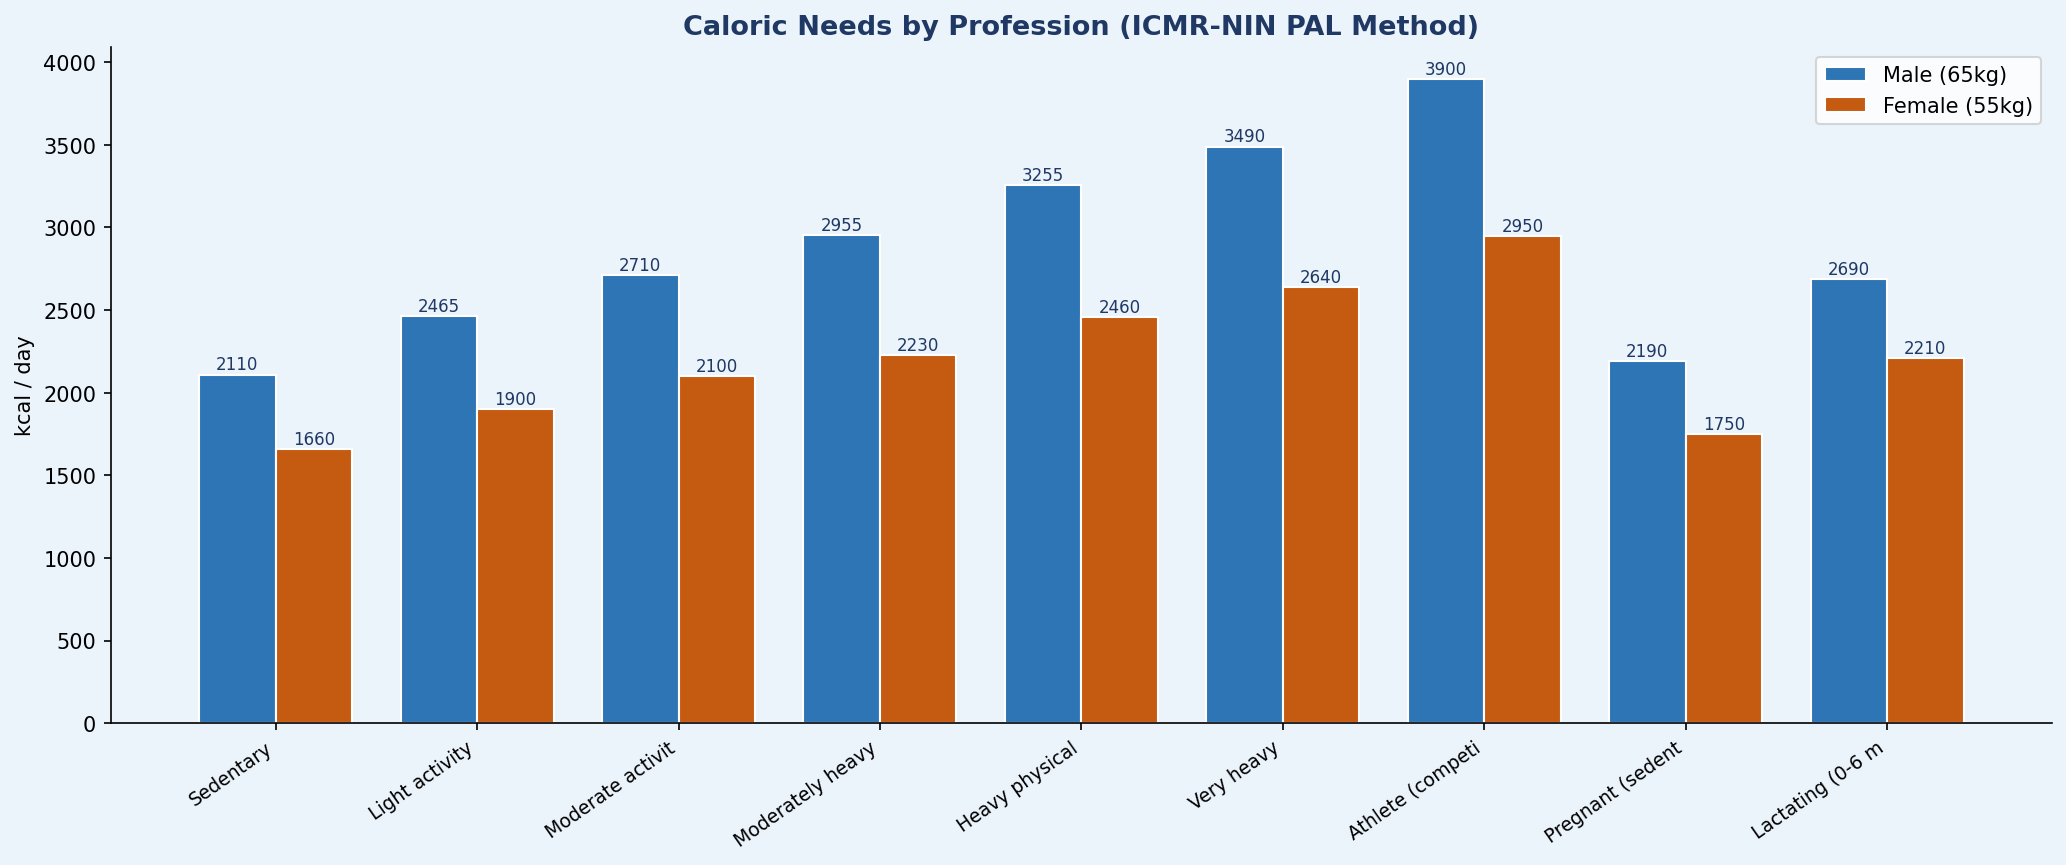 Caloric Needs by Profession (ICMR-NIN PAL Method)
Male (65kg)
Female (55kg)
kcal / day
4000
3500
3000
2500
2000
1500
1000
500
0
2110
1660
2465
1900
2710
2100
2955
2230
3255
2460
3490
2640
3900
2950
2190
1750
2690
2210
Sedentary
Light activity
Moderate activit
Moderately heavy
Heavy physical
Very heavy
Athlete (competi
Pregnant (sedent
Lactating (0-6 m